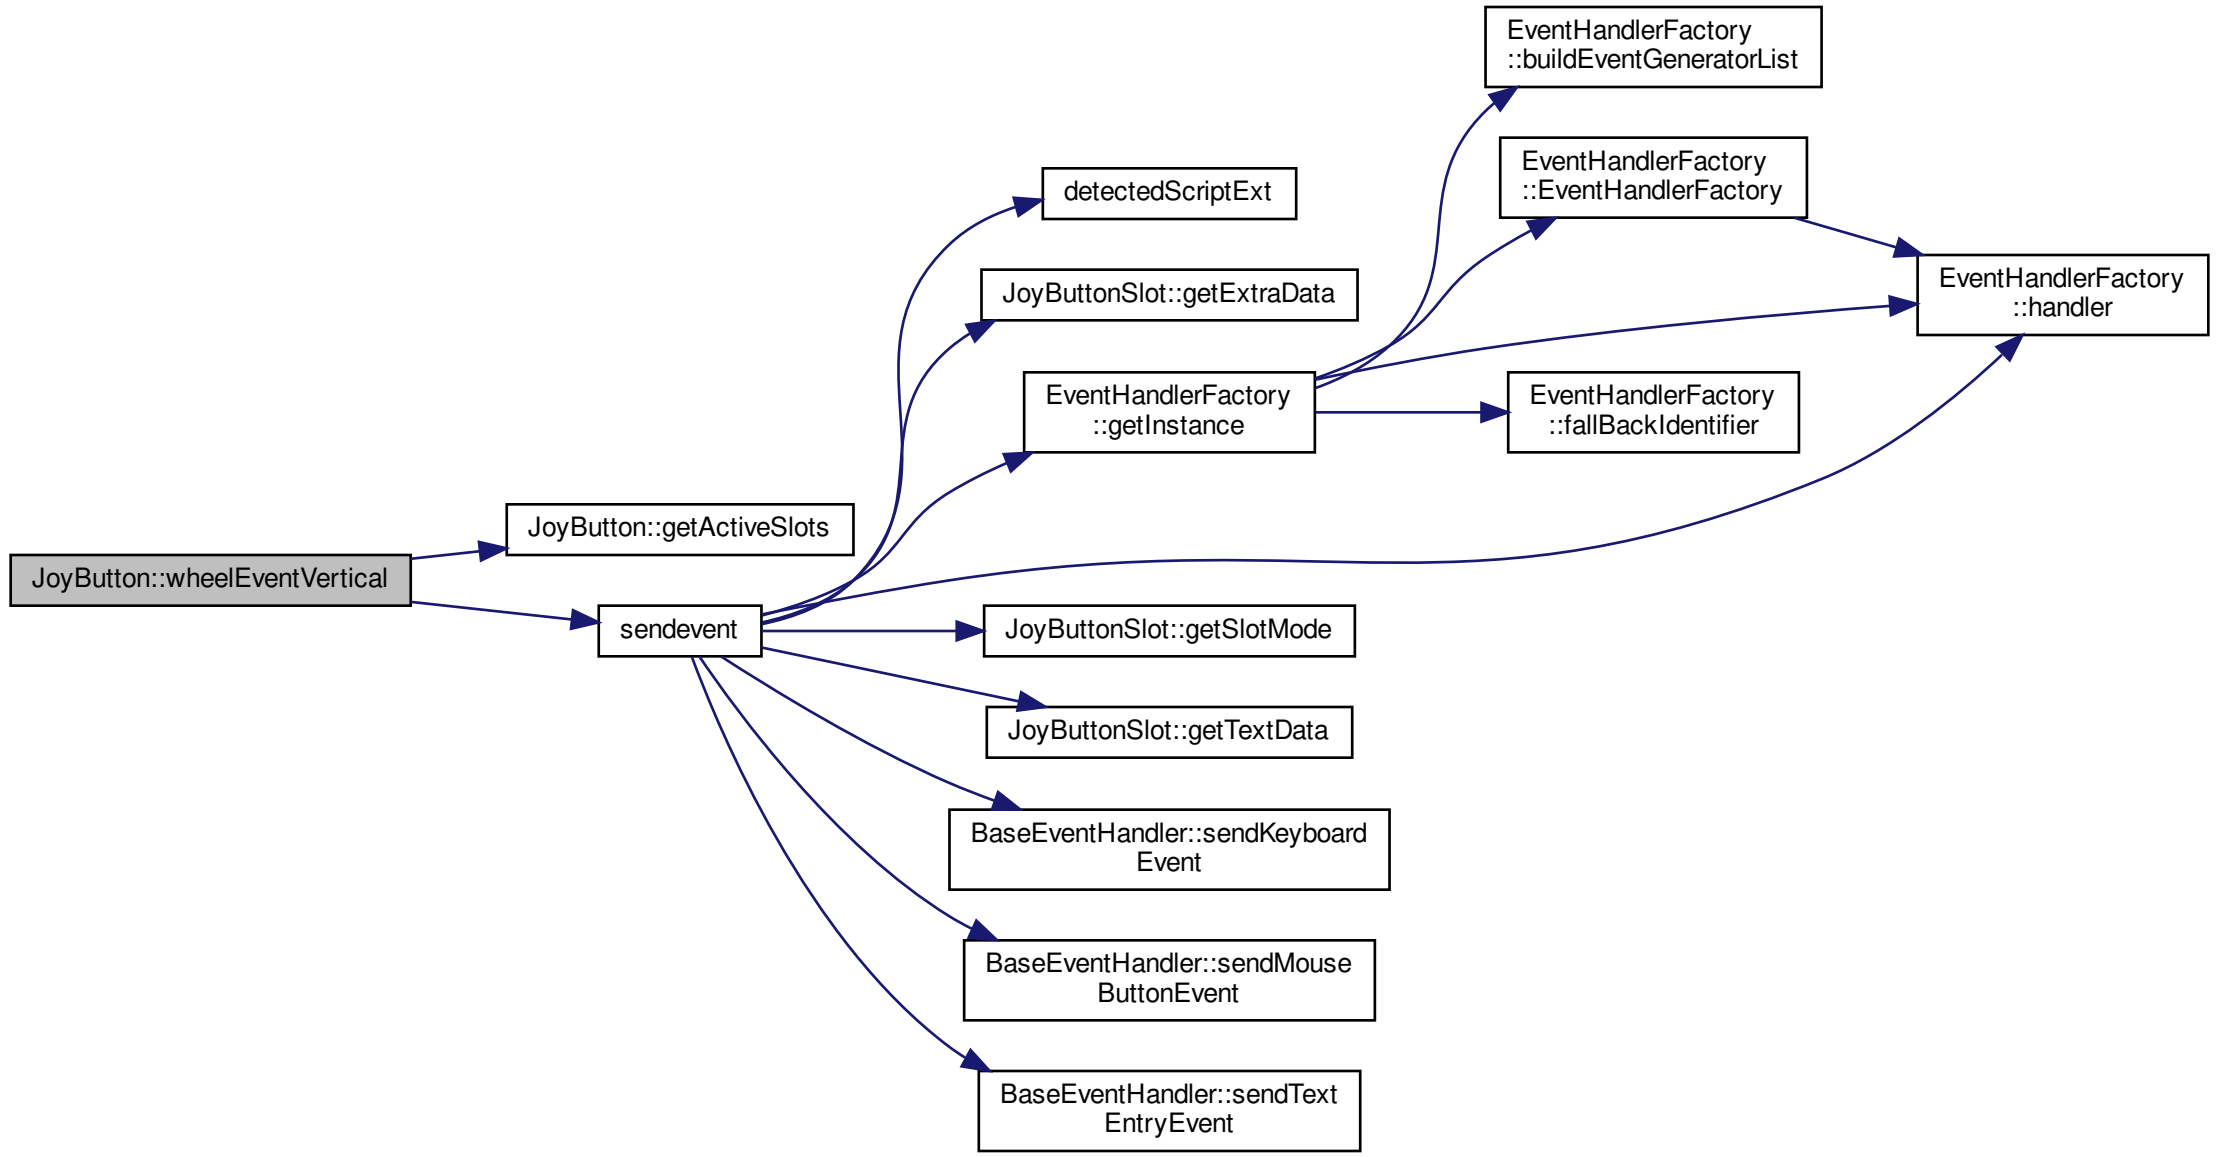 EventHandlerFactory
::buildEventGeneratorList
EventHandlerFactory
::EventHandlerFactory
detectedScriptExt
EventHandlerFactory
::handler
JoyButtonSlot::getExtraData
EventHandlerFactory
::getInstance
EventHandlerFactory
::fallBackIdentifier
JoyButton::getActiveSlots
JoyButton::wheelEventVertical
sendevent
JoyButtonSlot::getSlotMode
JoyButtonSlot::getTextData
BaseEventHandler::sendKeyboard
Event
BaseEventHandler::sendMouse
ButtonEvent
BaseEventHandler::sendText
EntryEvent